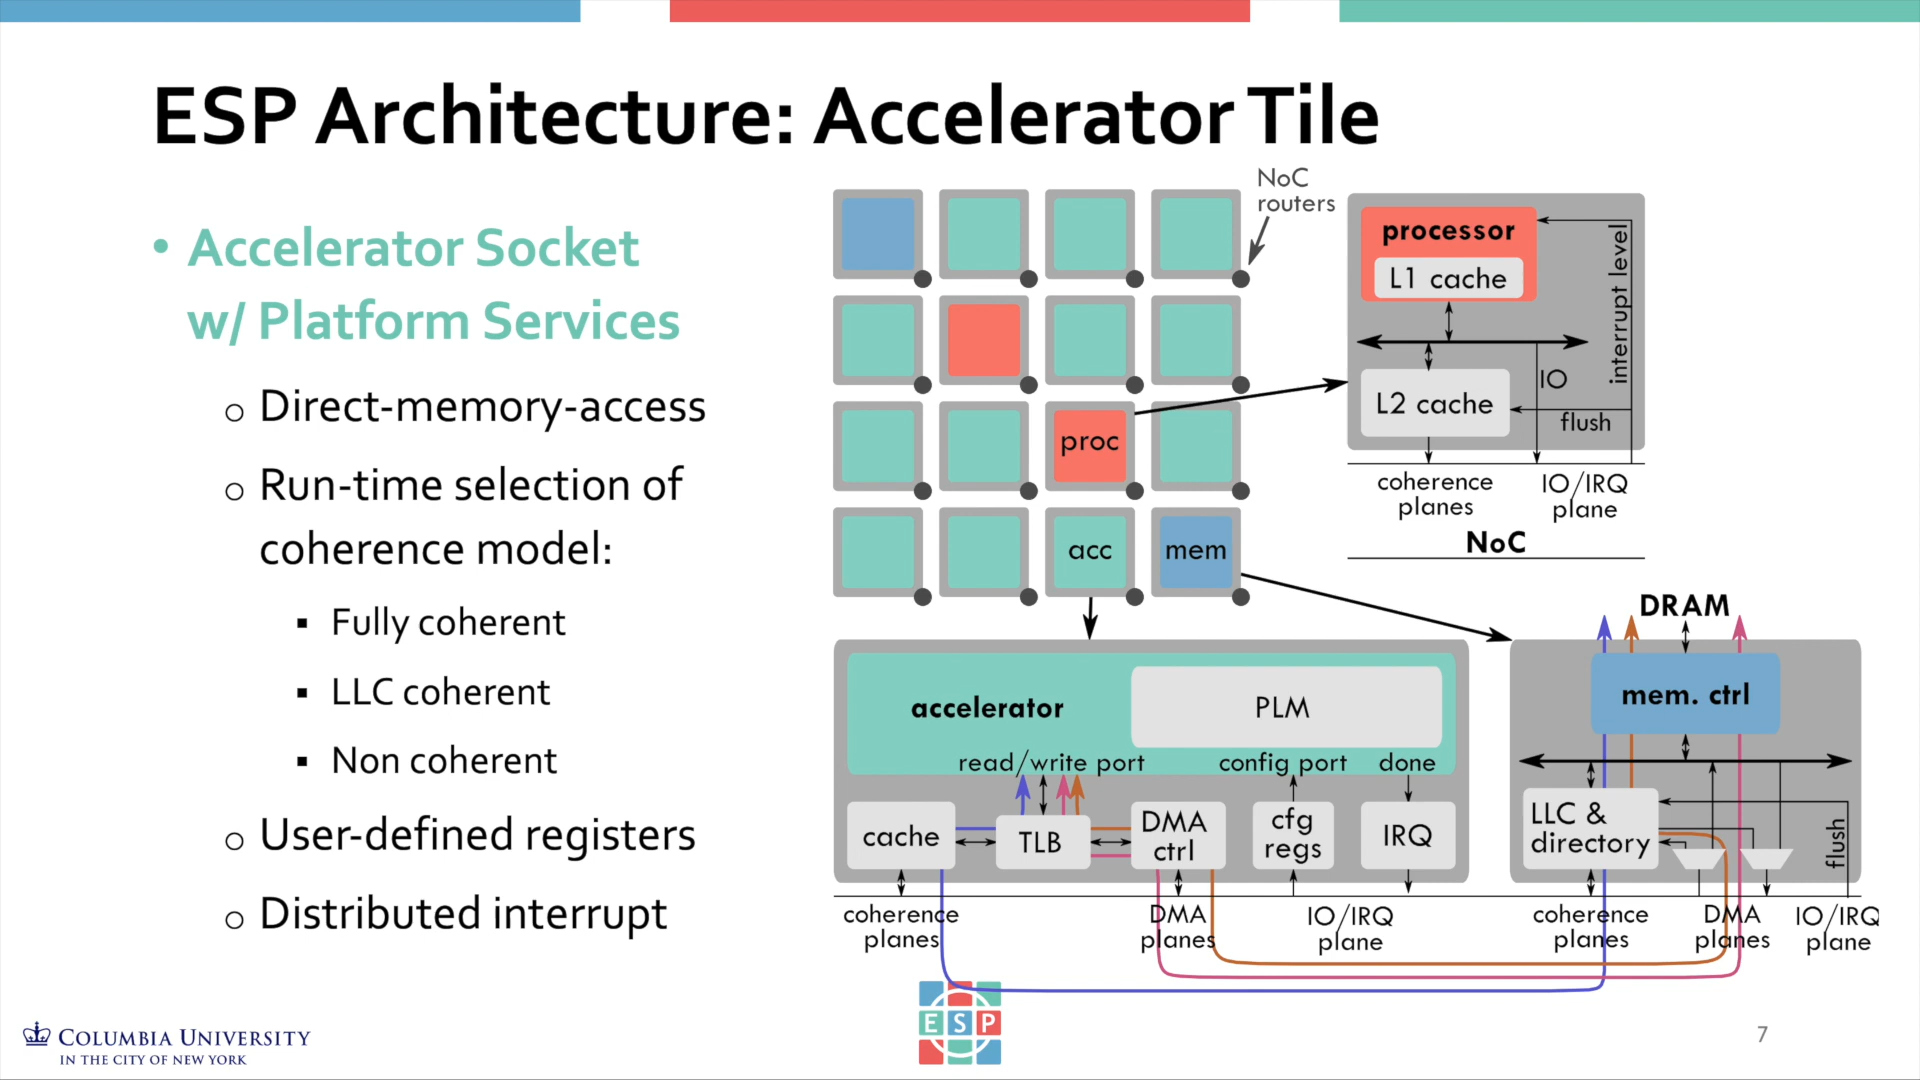 ESP Architecture: Accelerator Tile
• Accelerator Socket
w/ Platform Services
o Direct-memory-access
o Run-time selection of
coherence model:
▪ Fully coherent
▪ LLC coherent
▪ Non coherent
o User-defined registers
o Distributed interrupt
NoC
routers
proc
acc
mem
processor
L1 cache
interrupt level
IO
L2 cache
flush
coherence
planes
IO/IRQ
plane
NoC
DRAM
accelerator
PLM
read/write port
config port
done
cache
TLB
DMA
ctrl
cfg
regs
IRQ
coherence
planes
DMA
planes
IO/IRQ
plane
mem. ctrl
LLC &
directory
flush
coherence
planes
DMA
planes
IO/IRQ
plane
COLUMBIA UNIVERSITY
IN THE CITY OF NEW YORK
ESP
7